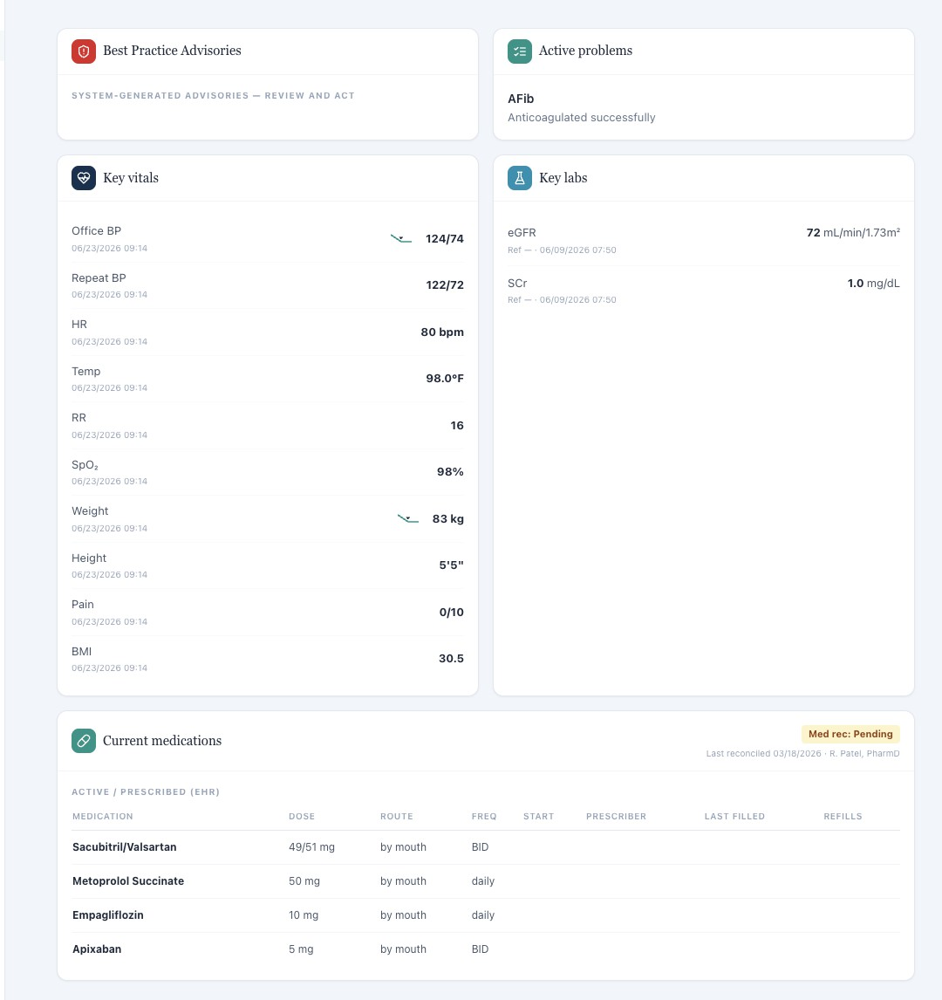 Best Practice Advisories
SYSTEM-GENERATED ADVISORIES — REVIEW AND ACT
Active problems
AFib
Anticoagulated successfully
Key vitals
Office BP
124/74
06/23/2026 09:14
Repeat BP
122/72
06/23/2026 09:14
HR
80 bpm
06/23/2026 09:14
Temp
98.0°F
06/23/2026 09:14
RR
16
06/23/2026 09:14
SpO₂
98%
06/23/2026 09:14
Weight
83 kg
06/23/2026 09:14
Height
5'5"
06/23/2026 09:14
Pain
0/10
06/23/2026 09:14
BMI
30.5
06/23/2026 09:14
Key labs
eGFR
72 mL/min/1.73m²
Ref — · 06/09/2026 07:50
SCr
1.0 mg/dL
Ref — · 06/09/2026 07:50
Current medications
Med rec: Pending
Last reconciled 03/18/2026 · R. Patel, PharmD
ACTIVE / PRESCRIBED (EHR)
MEDICATION DOSE ROUTE FREQ START PRESCRIBER LAST FILLED REFILLS
Sacubitril/Valsartan 49/51 mg by mouth BID
Metoprolol Succinate 50 mg by mouth daily
Empagliflozin 10 mg by mouth daily
Apixaban 5 mg by mouth BID